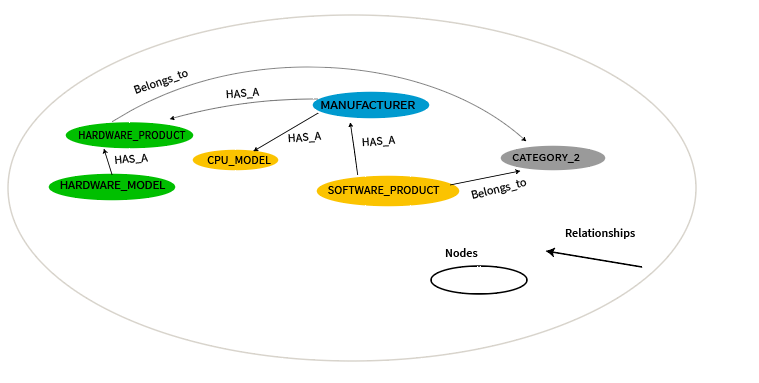 Belongs_to
HAS_A
MANUFACTURER
HARDWARE_PRODUCT
HAS_A
HAS_A
HAS_A
CPU_MODEL
CATEGORY_2
HARDWARE_MODEL
SOFTWARE_PRODUCT
Belongs_to
Relationships
Nodes